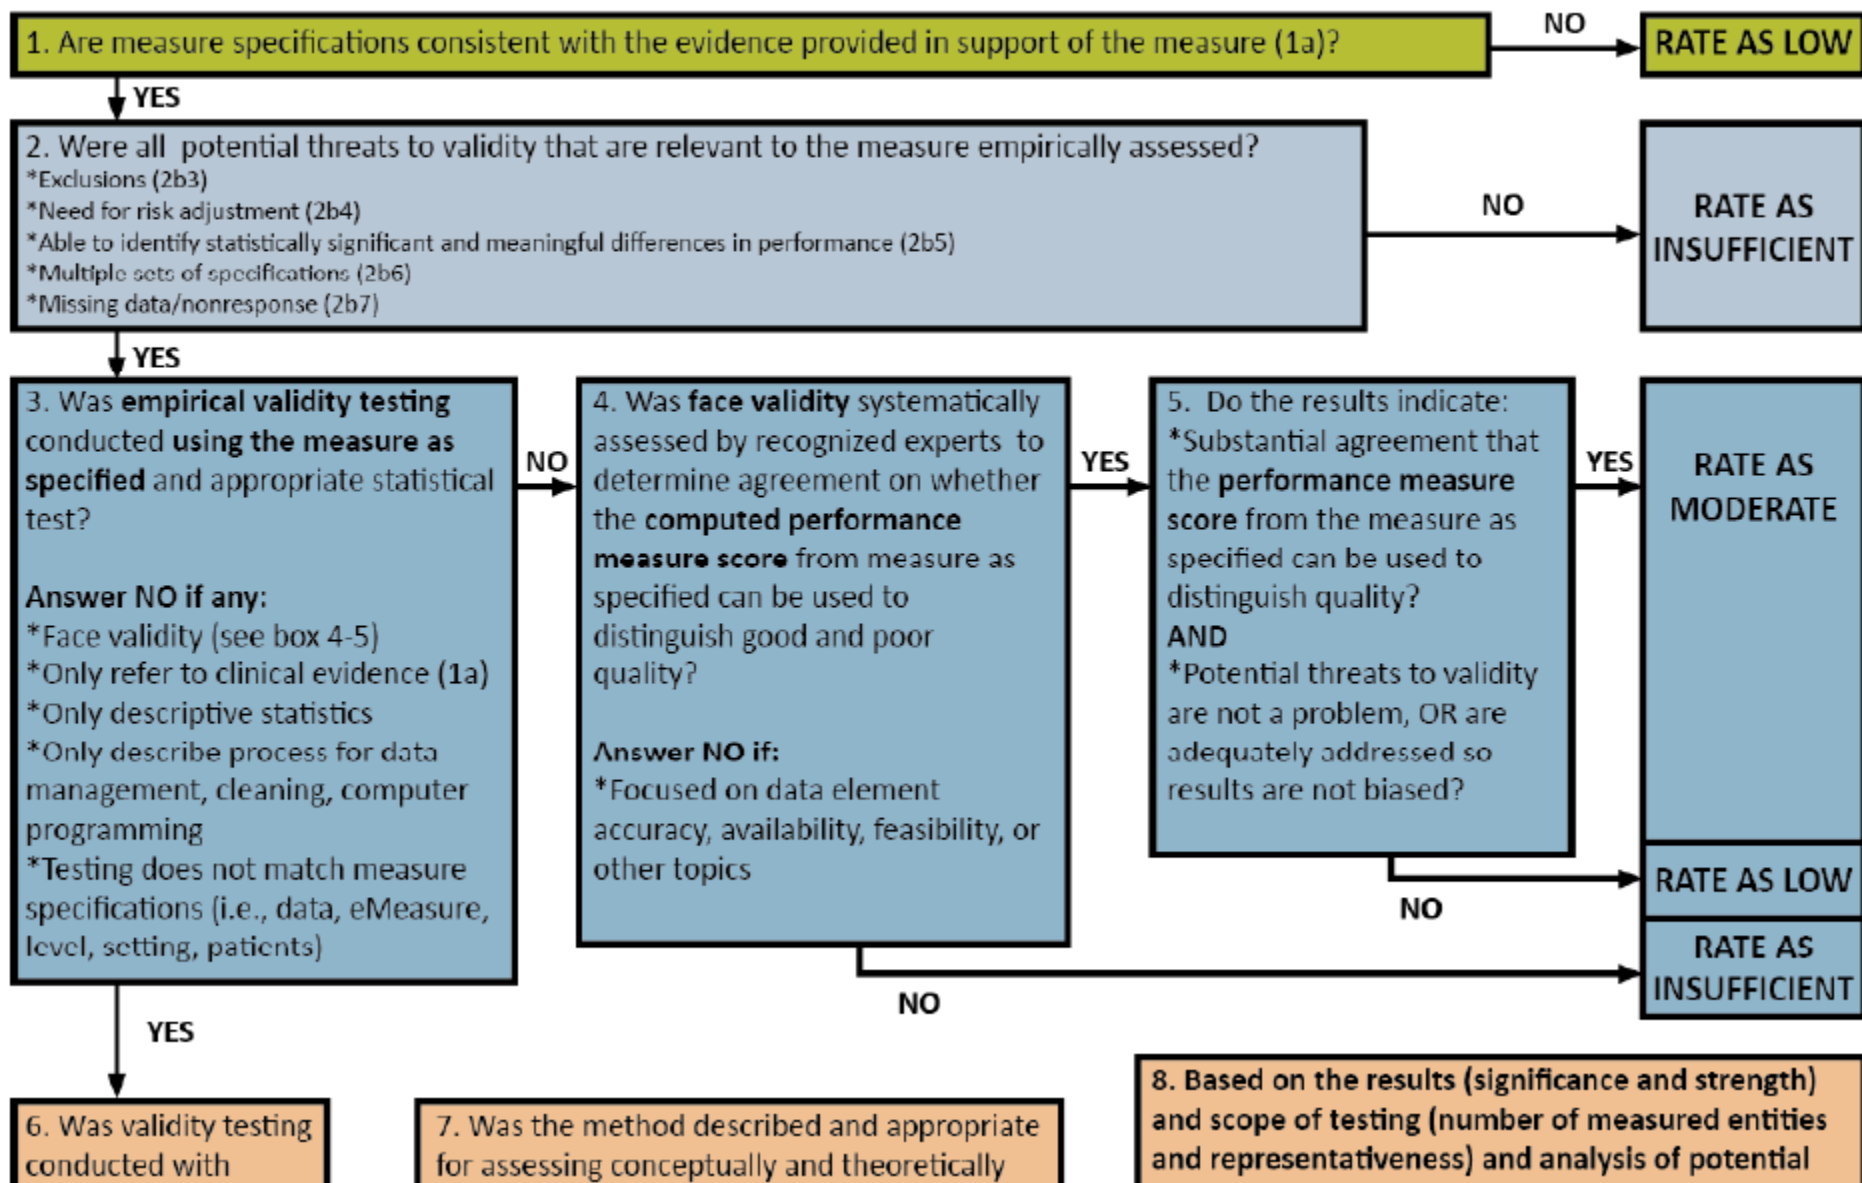 1. Are measure specifications consistent with the evidence provided in support of the measure (1a)?
NO
RATE AS LOW
YES
2. Were all potential threats to validity that are relevant to the measure empirically assessed?
*Exclusions (2b3)
*Need for risk adjustment (2b4)
*Able to identify statistically significant and meaningful differences in performance (2b5)
*Multiple sets of specifications (2b6)
*Missing data/nonresponse (2b7)
NO
RATE AS
INSUFFICIENT
YES
3. Was empirical validity testing
conducted using the measure as
specified and appropriate statistical
test?
Answer NO if any:
*Face validity (see box 4-5)
*Only refer to clinical evidence (1a)
*Only descriptive statistics
*Only describe process for data
management, cleaning, computer
programming
*Testing does not match measure
specifications (i.e., data, eMeasure,
level, setting, patients)
NO
4. Was face validity systematically
assessed by recognized experts to
determine agreement on whether
the computed performance
measure score from measure as
specified can be used to
distinguish good and poor
quality?
Answer NO if:
*Focused on data element
accuracy, availability, feasibility, or
other topics
YES
5. Do the results indicate:
*Substantial agreement that
the performance measure
score from the measure as
specified can be used to
distinguish quality?
AND
*Potential threats to validity
are not a problem, OR are
adequately addressed so
results are not biased?
YES
RATE AS
MODERATE
NO
RATE AS LOW
NO
RATE AS
INSUFFICIENT
YES
6. Was validity testing
conducted with
7. Was the method described and appropriate
for assessing conceptually and theoretically
8. Based on the results (significance and strength)
and scope of testing (number of measured entities
and representativeness) and analysis of potential